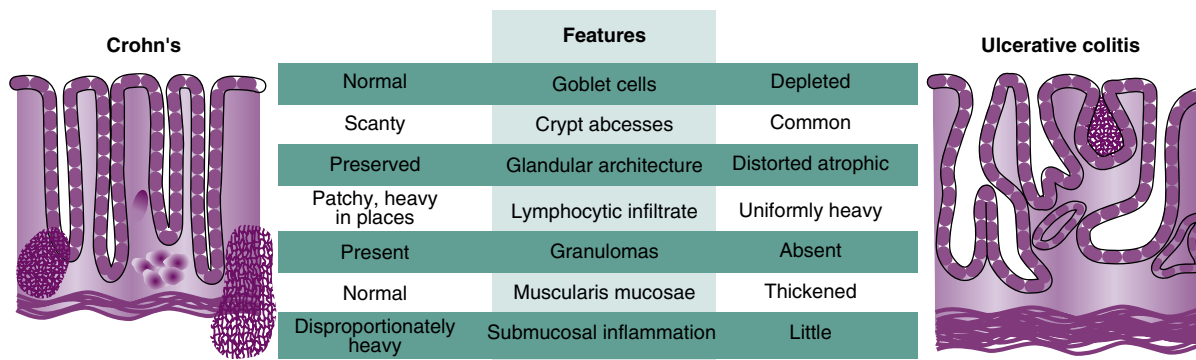 Crohn's
Features
Ulcerative colitis
Normal Goblet cells Depleted
Scanty Crypt abcesses Common
Preserved Glandular architecture Distorted atrophic
Patchy, heavy
in places Lymphocytic infiltrate Uniformly heavy
Present Granulomas Absent
Normal Muscularis mucosae Thickened
Disproportionately
heavy Submucosal inflammation Little